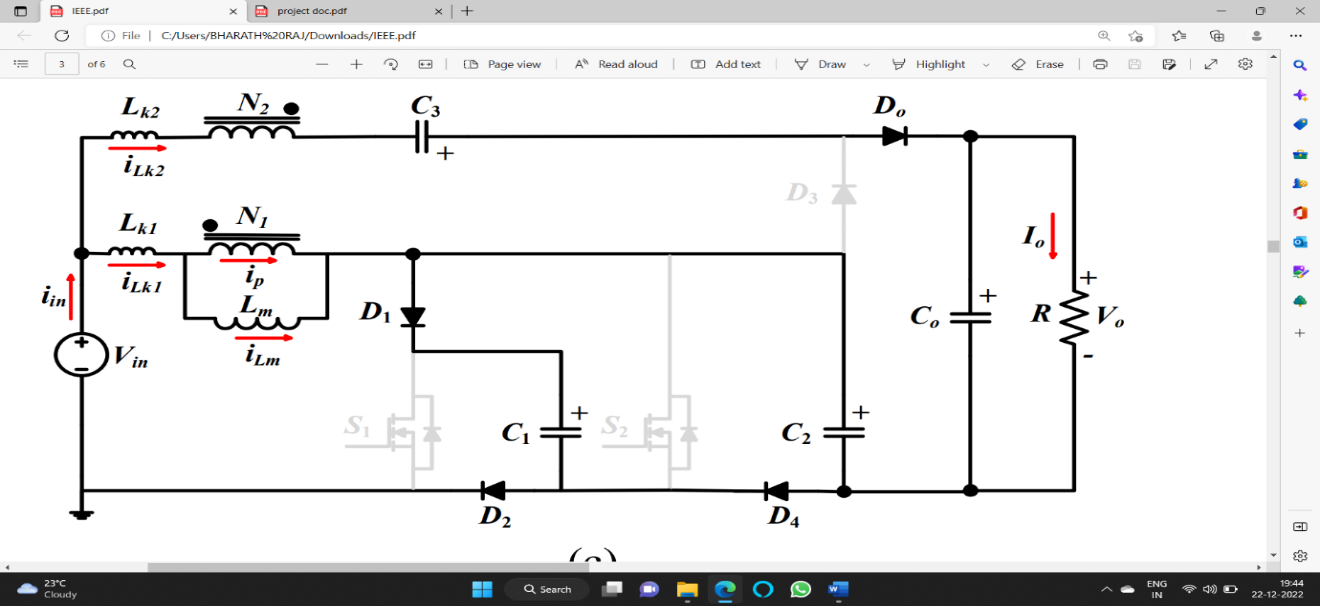 IEEE.pdf
project doc.pdf
File | C:/Users/BHARATH%20RAJ/Downloads/IEEE.pdf
3 of 6
Page view
Read aloud
Add text
Draw
Highlight
Erase
Lk2
N2
C3
+
Do
iLk2
D3
Lk1
N1
iLk1
ip
Io
iin
Lm
D1
+
+
Co
R
Vo
+
-
Vin
iLm
-
S1
C1
+
S2
C2
+
D2
D4
23°C
Cloudy
Search
ENG
IN
19:44
22-12-2022